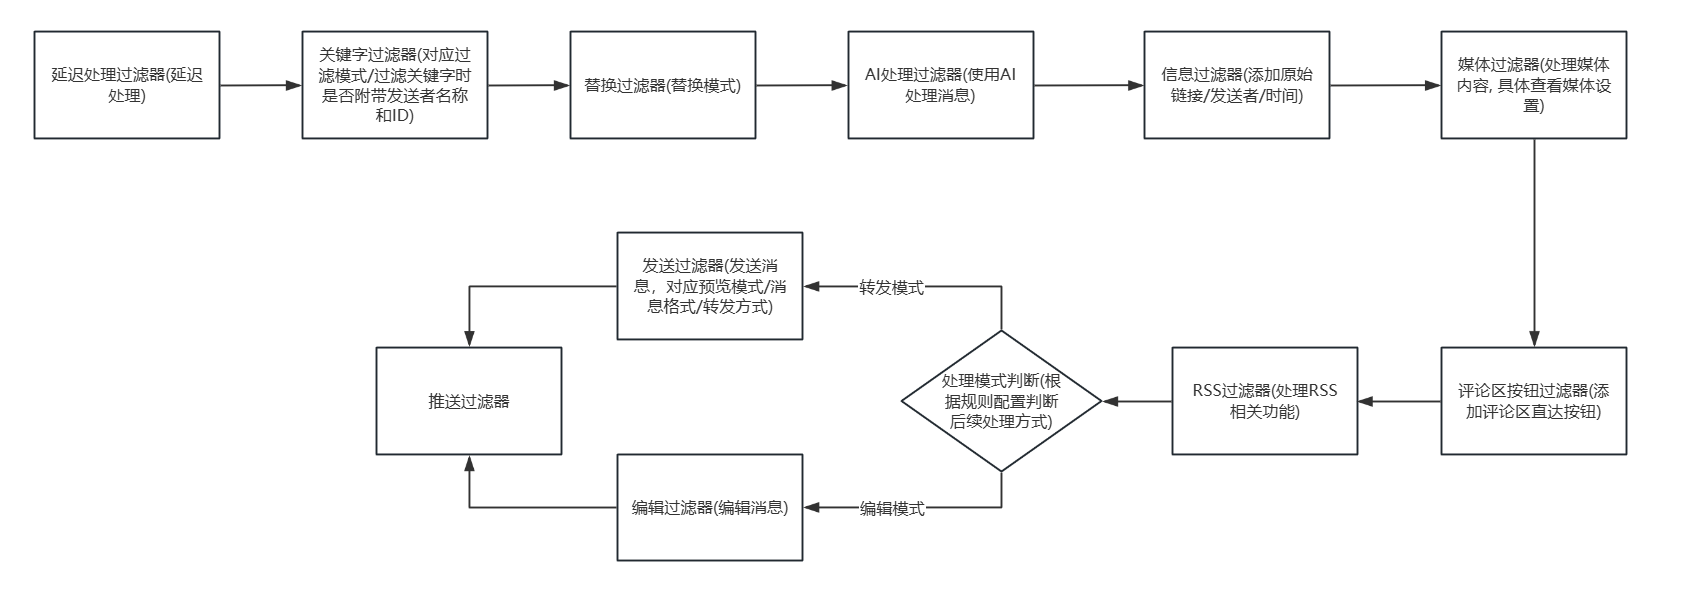 延迟处理过滤器(延迟
处理)
关键字过滤器(对应过
滤模式/过滤关键字时
是否附带发送者名称
和ID)
替换过滤器(替换模式)
AI处理过滤器(使用AI
处理消息)
信息过滤器(添加原始
链接/发送者/时间)
媒体过滤器(处理媒体
内容, 具体查看媒体设
置)
评论区按钮过滤器(添
加评论区直达按钮)
RSS过滤器(处理RSS
相关功能)
处理模式判断(根
据规则配置判断
后续处理方式)
转发模式
发送过滤器(发送消
息，对应预览模式/消
息格式/转发方式)
编辑模式
编辑过滤器(编辑消息)
推送过滤器